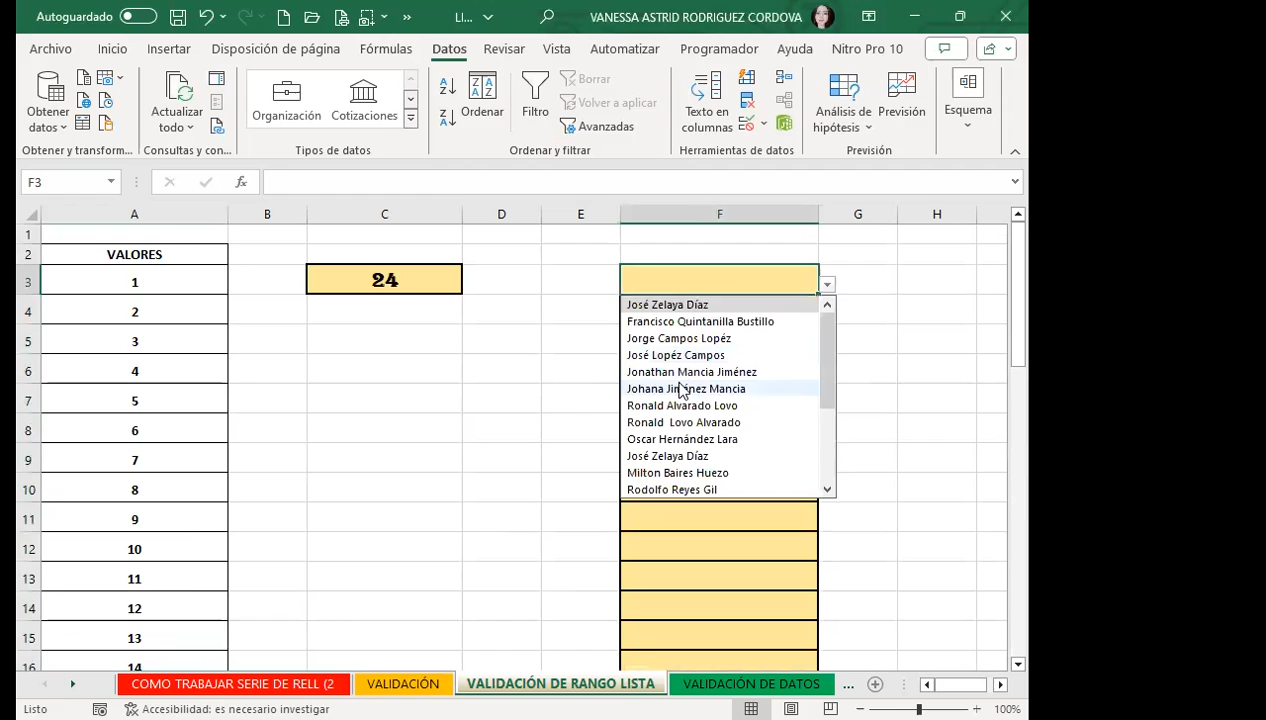 Autoguardado
LI...
VANESSA ASTRID RODRIGUEZ CORDOVA
Archivo Inicio Insertar Disposición de página Fórmulas Datos Revisar Vista Automatizar Programador Ayuda Nitro Pro 10
Obtener datos
Actualizar todo
Organización
Cotizaciones
Ordenar
Filtro
Borrar
Volver a aplicar
Avanzadas
Texto en columnas
Análisis de hipótesis
Previsión
Esquema
Obtener y transform...
Consultas y con...
Tipos de datos
Ordenar y filtrar
Herramientas de datos
Previsión
F3
fx
A B C D E F G H
1
2 VALORES
3 1 24
4 2
5 3
6 4
7 5
8 6
9 7
10 8
11 9
12 10
13 11
14 12
15 13
16 14
José Zelaya Díaz
Francisco Quintanilla Bustillo
Jorge Campos Lopéz
José Lopéz Campos
Jonathan Mancia Jiménez
Johana Jiménez Mancia
Ronald Alvarado Lovo
Ronald Lovo Alvarado
Oscar Hernández Lara
José Zelaya Díaz
Milton Baires Huezo
Rodolfo Reyes Gil
COMO TRABAJAR SERIE DE RELL (2
VALIDACIÓN
VALIDACIÓN DE RANGO LISTA
VALIDACIÓN DE DATOS
...
Listo
Accesibilidad: es necesario investigar
100%